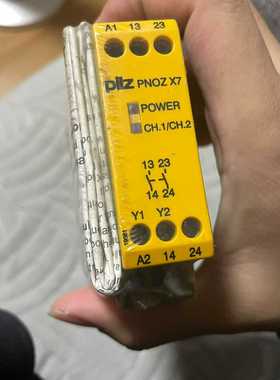 A1 13 23
pilz PNOZ X7
POWER
CH.1/CH.2
13 23
14 24
Y1 Y2
A2 14 24